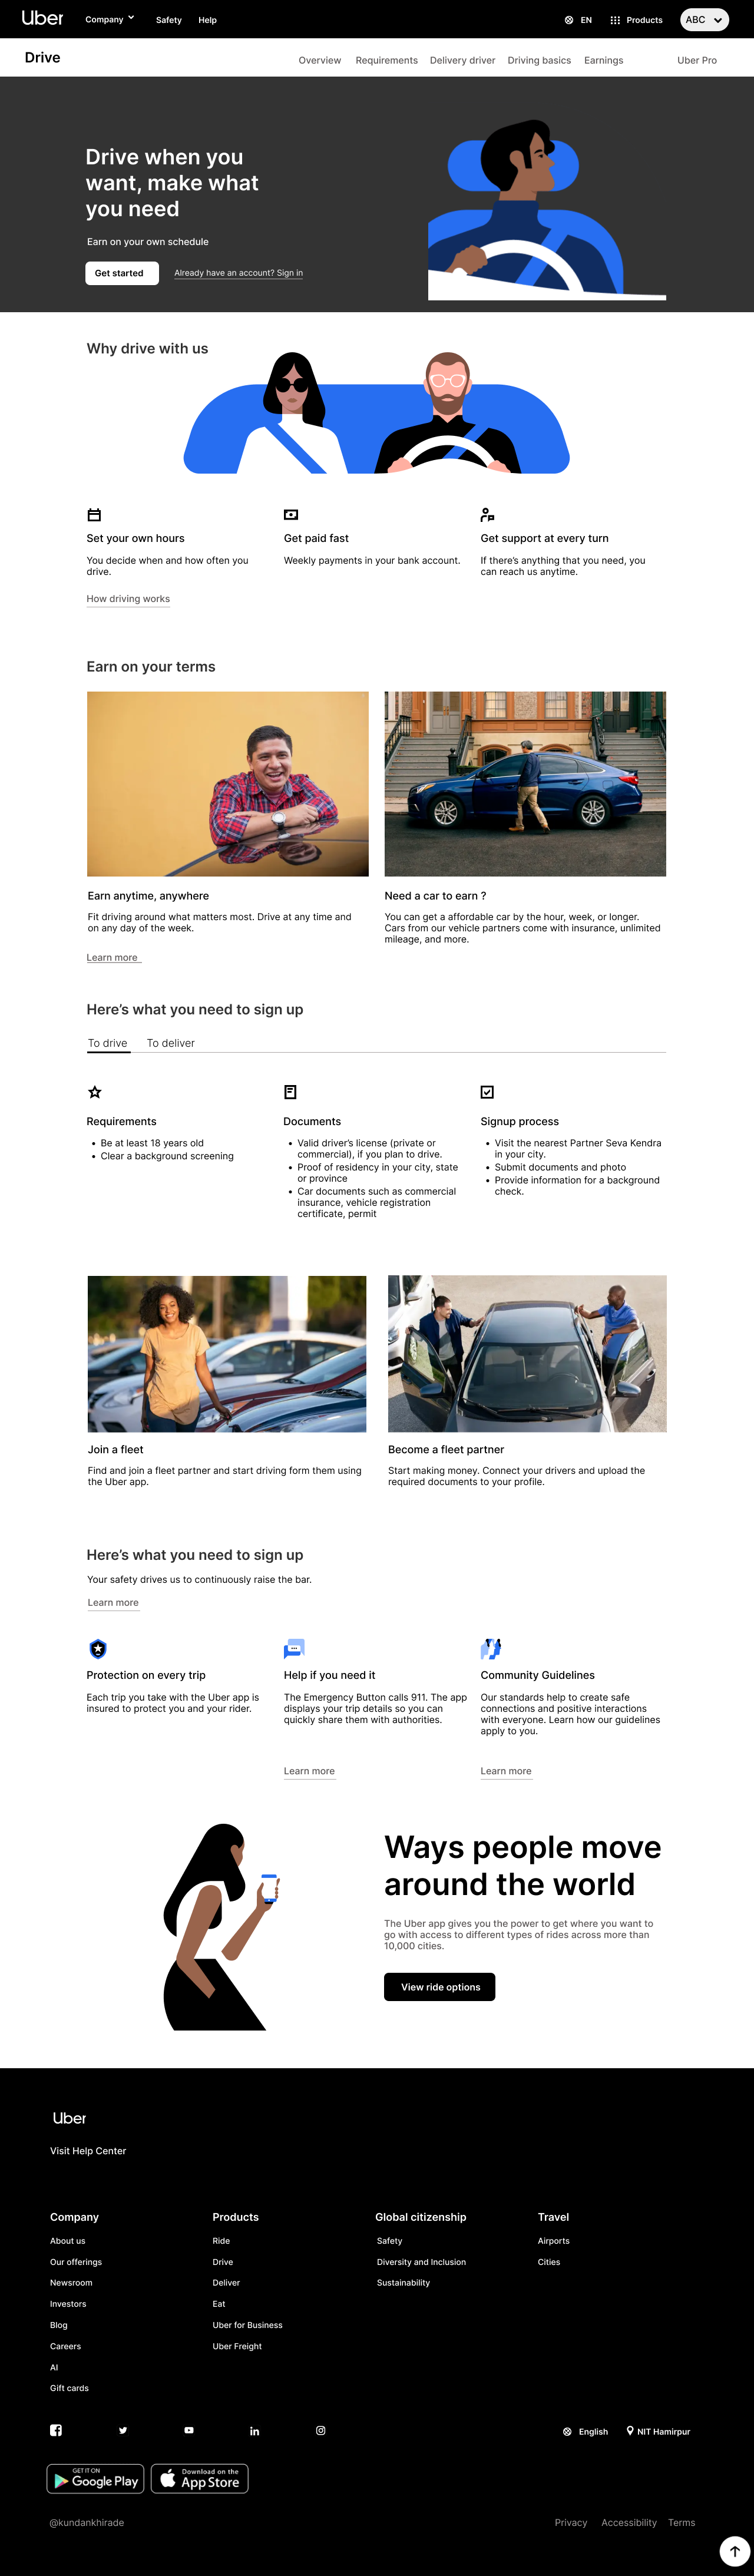 Uber
Company
Safety
Help
EN
Products
ABC
Drive
Overview
Requirements
Delivery driver
Driving basics
Earnings
Uber Pro
Drive when you
want, make what
you need
Earn on your own schedule
Get started
Already have an account? Sign in
Why drive with us
Set your own hours
You decide when and how often you
drive.
How driving works
Get paid fast
Weekly payments in your bank account.
Get support at every turn
If there’s anything that you need, you
can reach us anytime.
Earn on your terms
Earn anytime, anywhere
Fit driving around what matters most. Drive at any time and
on any day of the week.
Learn more
Need a car to earn ?
You can get a affordable car by the hour, week, or longer.
Cars from our vehicle partners come with insurance, unlimited
mileage, and more.
Here’s what you need to sign up
To drive
To deliver
Requirements
• Be at least 18 years old
• Clear a background screening
Documents
• Valid driver’s license (private or
commercial), if you plan to drive.
• Proof of residency in your city, state
or province
• Car documents such as commercial
insurance, vehicle registration
certificate, permit
Signup process
• Visit the nearest Partner Seva Kendra
in your city.
• Submit documents and photo
• Provide information for a background
check.
Join a fleet
Find and join a fleet partner and start driving form them using
the Uber app.
Become a fleet partner
Start making money. Connect your drivers and upload the
required documents to your profile.
Here’s what you need to sign up
Your safety drives us to continuously raise the bar.
Learn more
Protection on every trip
Each trip you take with the Uber app is
insured to protect you and your rider.
Help if you need it
The Emergency Button calls 911. The app
displays your trip details so you can
quickly share them with authorities.
Learn more
Community Guidelines
Our standards help to create safe
connections and positive interactions
with everyone. Learn how our guidelines
apply to you.
Learn more
Ways people move
around the world
The Uber app gives you the power to get where you want to
go with access to different types of rides across more than
10,000 cities.
View ride options
Uber
Visit Help Center
Company
About us
Our offerings
Newsroom
Investors
Blog
Careers
AI
Gift cards
Products
Ride
Drive
Deliver
Eat
Uber for Business
Uber Freight
Global citizenship
Safety
Diversity and Inclusion
Sustainability
Travel
Airports
Cities
English
NIT Hamirpur
GET IT ON
Google Play
Download on the
App Store
@kundankhirade
Privacy
Accessibility
Terms